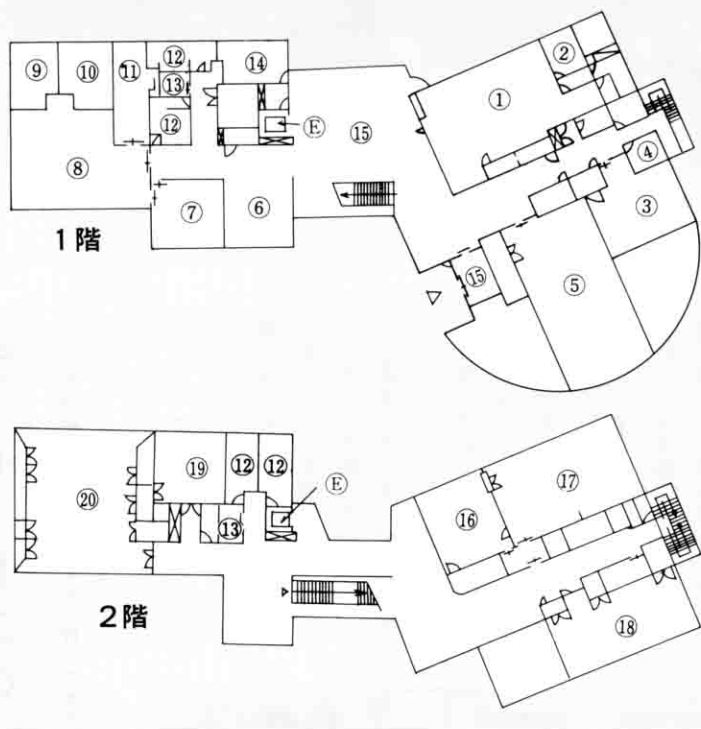 ⑨ ⑩ ⑪ ⑫ ⑭ ② ①
⑬
⑫ Ⓔ ⑮ ④
⑧ ⑦ ⑥ ③
1階
⑮ ⑤
⑳ ⑲ ⑫ ⑫ Ⓔ ⑯ ⑰
⑬
2階
⑱